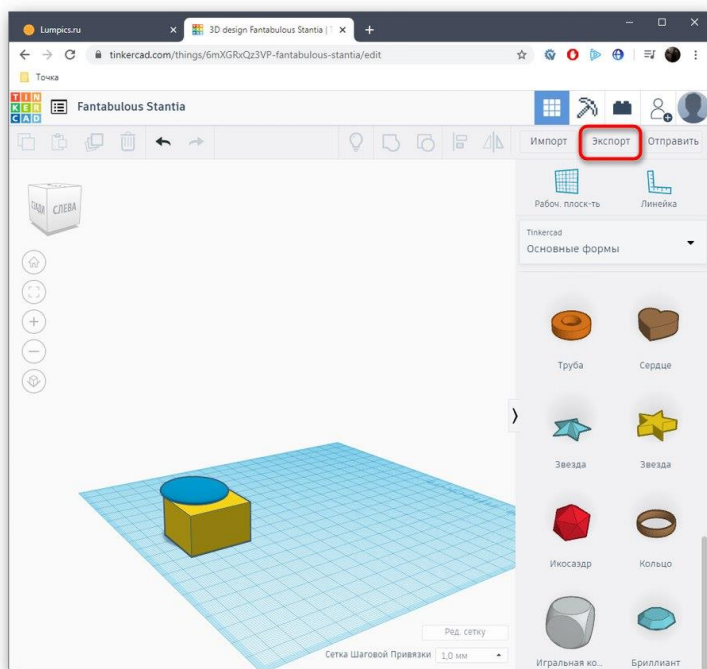 Lumpics.ru
3D design Fantabulous Stantia | T
tinkercad.com/things/6mXGRxQz3VP-fantabulous-stantia/edit
Точка
TIN
KER
CAD
Fantabulous Stantia
Импорт
Экспорт
Отправить
СЗАДИ
СЛЕВА
Рабоч. плоск-ть
Линейка
Tinkercad
Основные формы
Труба
Сердце
Звезда
Звезда
Икосаэдр
Кольцо
Игральная ко...
Бриллиант
Ред. сетку
Сетка Шаговой Привязки
1,0 мм